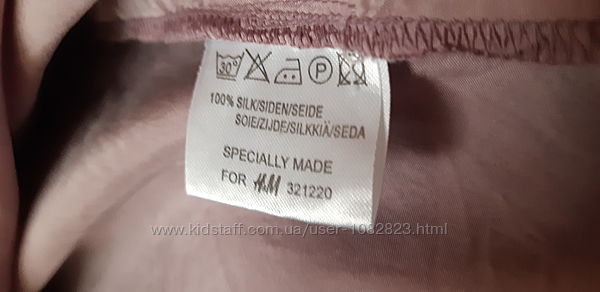 30°
P
100% SILK/SIDEN/SEIDE
SOIE/ZIJDE/SILKKIÄ/SEDA
SPECIALLY MADE
FOR H&M 321220
www.kidstaff.com.ua/user-1082823.html